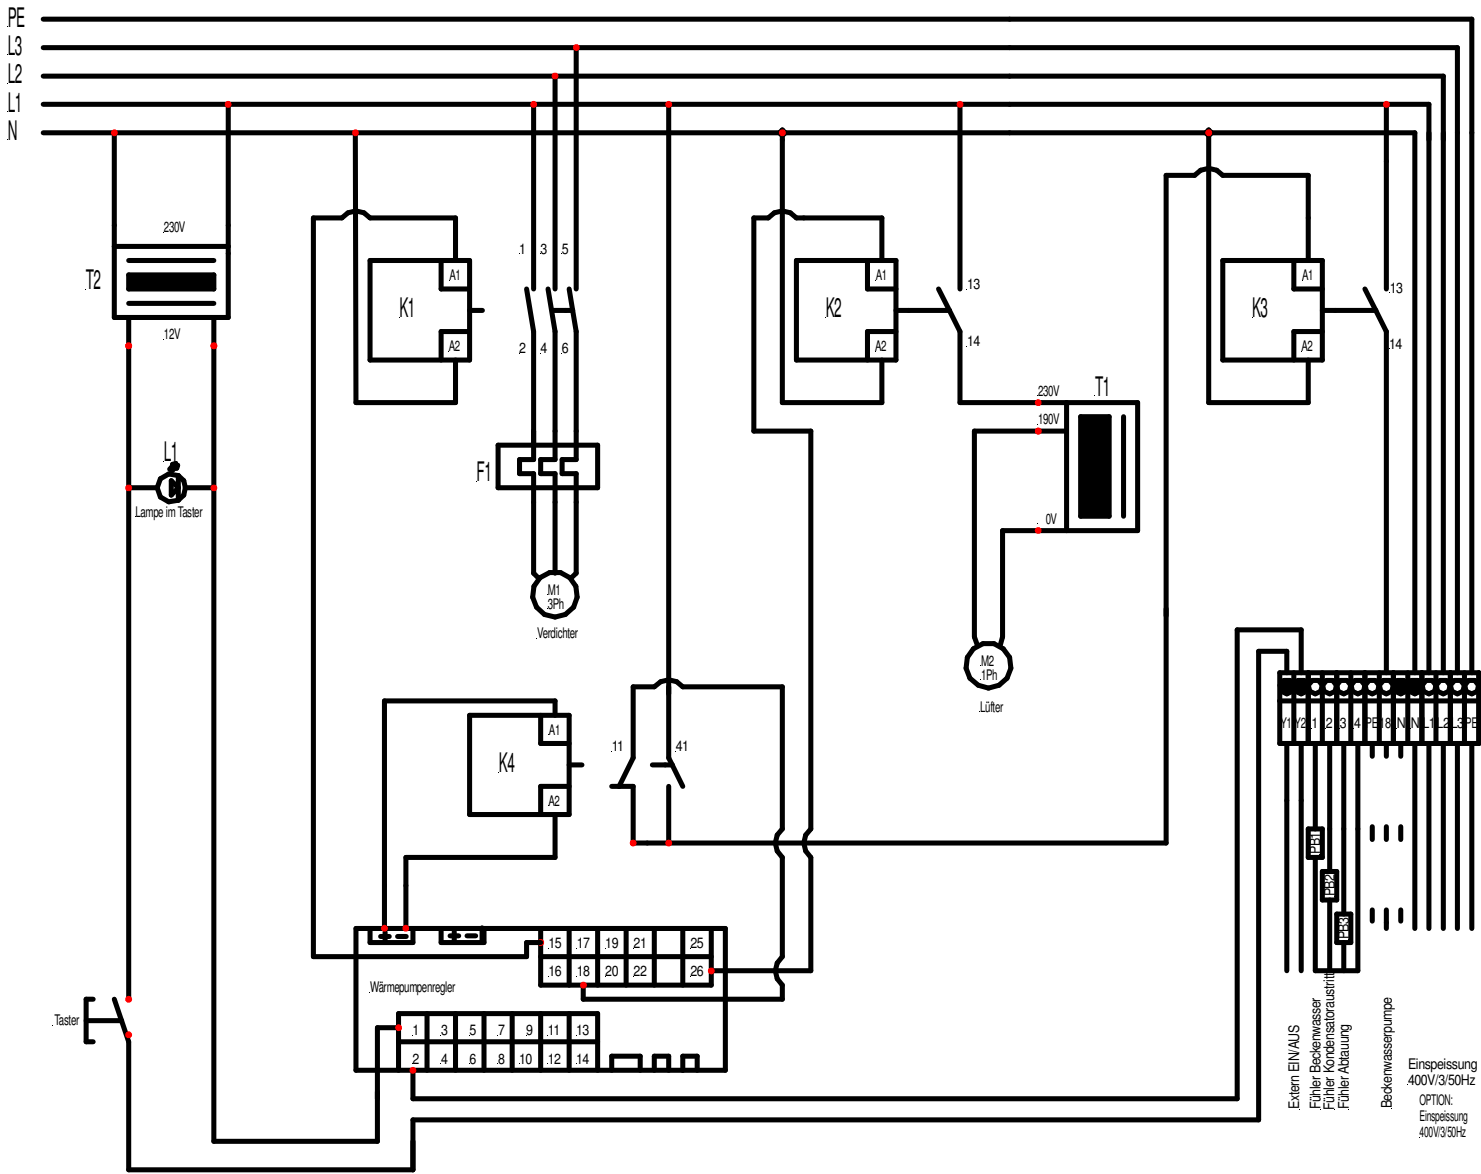 PE
L3
L2
L1
N
230V
T2
12V
L1
Lampe im Taster
Taster
K1
A1
A2
.1 .3 .5
.2 .4 .6
F1
M1
3Ph
Verdichter
K2
A1
A2
.13
.14
230V
190V
0V
T1
M2
1Ph
Lüfter
K3
A1
A2
.13
.14
K4
A1
A2
.11
.41
Wärmepumpenregler
.15 .17 .19 .21 .25
.16 .18 .20 .22 .26
.1 .3 .5 .7 .9 .11 .13
.2 .4 .6 .8 .10 .12 .14
Y1 Y2 .1 .2 .3 .4 PE 18 N N L1 L2 L3 PE
PB1
PB2
PB3
Extern EIN/AUS
Fühler Beckenwasser
Fühler Kondensatoraustritt
Fühler Abtauung
Beckenwasserpumpe
Einspeissung
400V/3/50Hz
OPTION:
Einspeissung
400V/3/50Hz